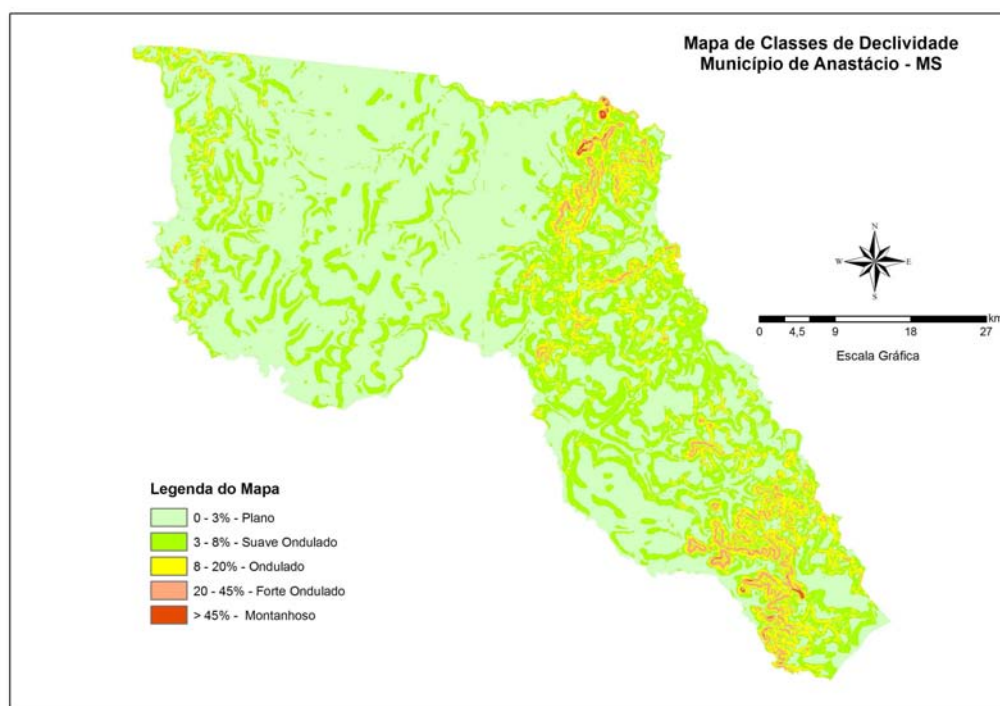 Mapa de Classes de Declividade
Município de Anastácio - MS
N
W
E
S
km
0 4,5 9 18 27
Escala Gráfica
Legenda do Mapa
0 - 3% - Plano
3 - 8% - Suave Ondulado
8 - 20% - Ondulado
20 - 45% - Forte Ondulado
> 45% - Montanhoso